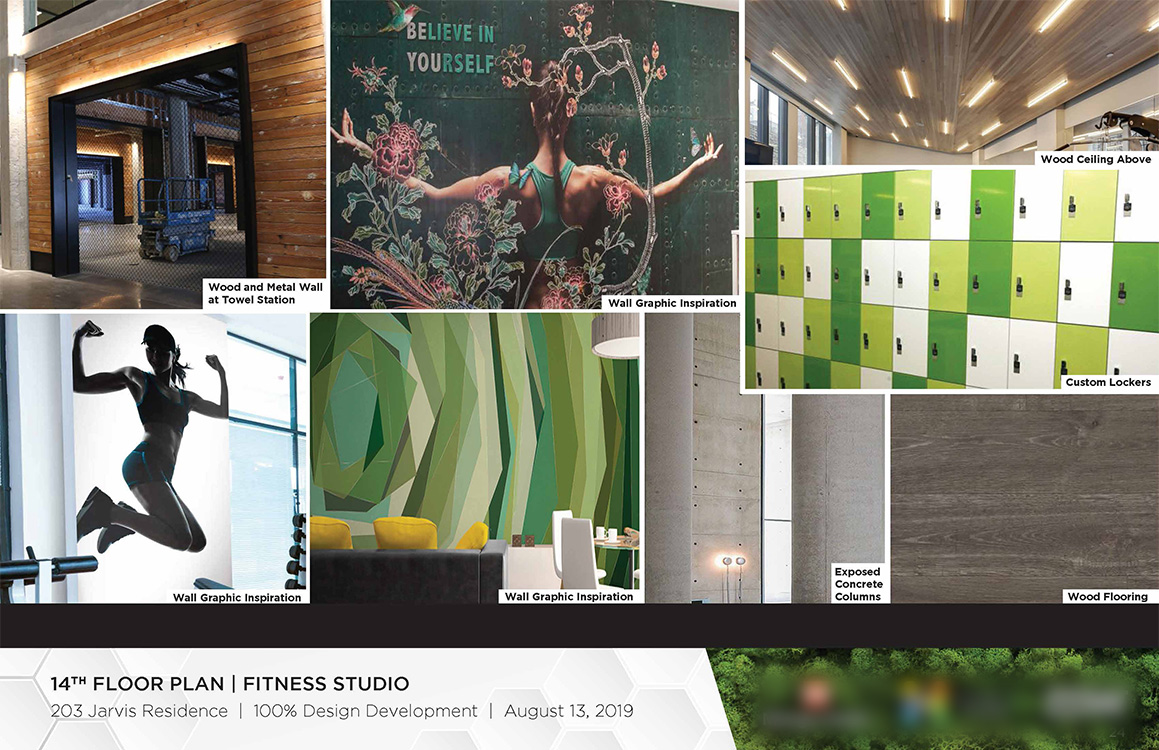 BELIEVE IN
YOURSELF
Wood Ceiling Above
Wood and Metal Wall
at Towel Station
Wall Graphic Inspiration
Custom Lockers
Wall Graphic Inspiration
Wall Graphic Inspiration
Exposed
Concrete
Columns
Wood Flooring
14TH FLOOR PLAN | FITNESS STUDIO
203 Jarvis Residence | 100% Design Development | August 13, 2019